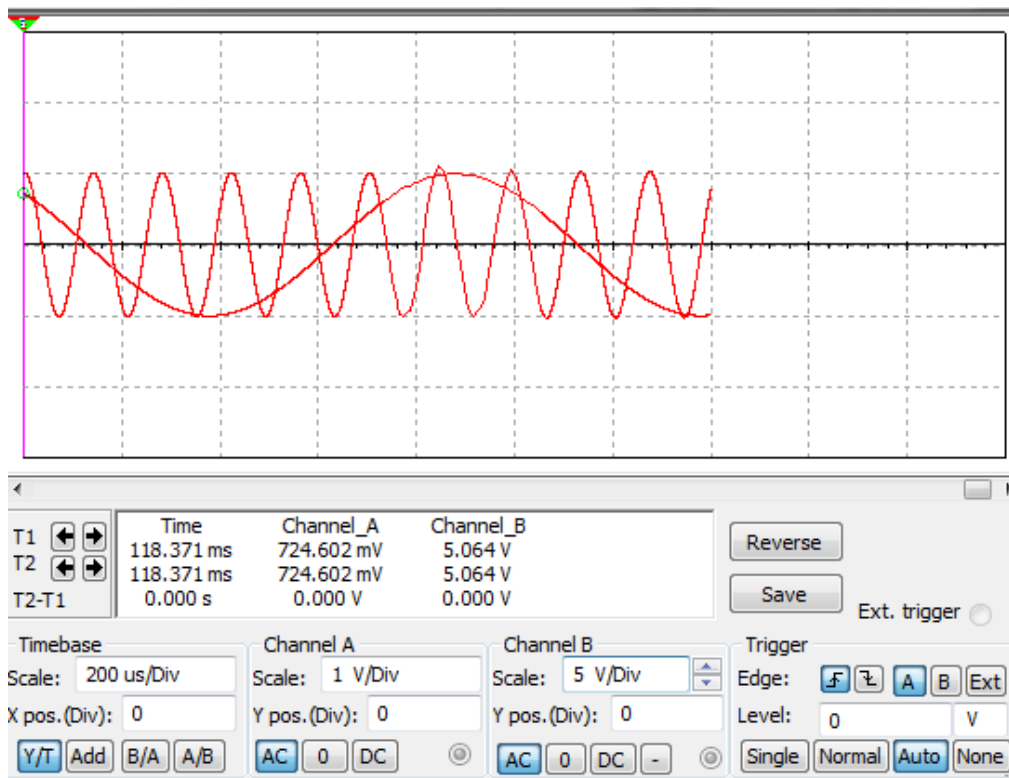 Time Channel_A Channel_B
T1 118.371 ms 724.602 mV 5.064 V
T2 118.371 ms 724.602 mV 5.064 V
T2-T1 0.000 s 0.000 V 0.000 V
Reverse
Save
Ext. trigger
Timebase Channel A Channel B Trigger
Scale: 200 us/Div Scale: 1 V/Div Scale: 5 V/Div Edge: A B Ext
X pos.(Div): 0 Y pos.(Div): 0 Y pos.(Div): 0 Level: 0 V
Y/T Add B/A A/B AC 0 DC AC 0 DC - Single Normal Auto None